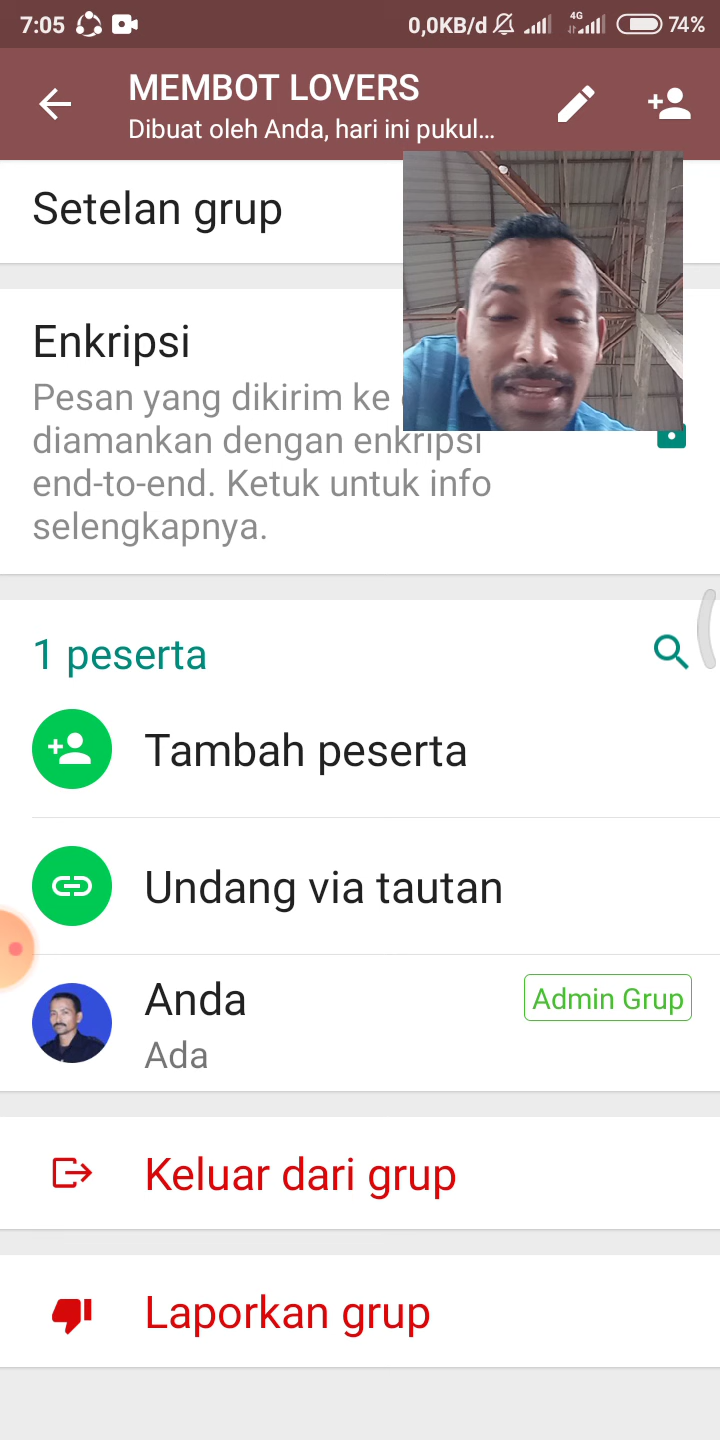 7:05
0,0KB/d
4G
74%
MEMBOT LOVERS
Dibuat oleh Anda, hari ini pukul...
Setelan grup
Enkripsi
Pesan yang dikirim ke
diamankan dengan enkripsi
end-to-end. Ketuk untuk info
selengkapnya.
1 peserta
Tambah peserta
Undang via tautan
Anda
Admin Grup
Ada
Keluar dari grup
Laporkan grup